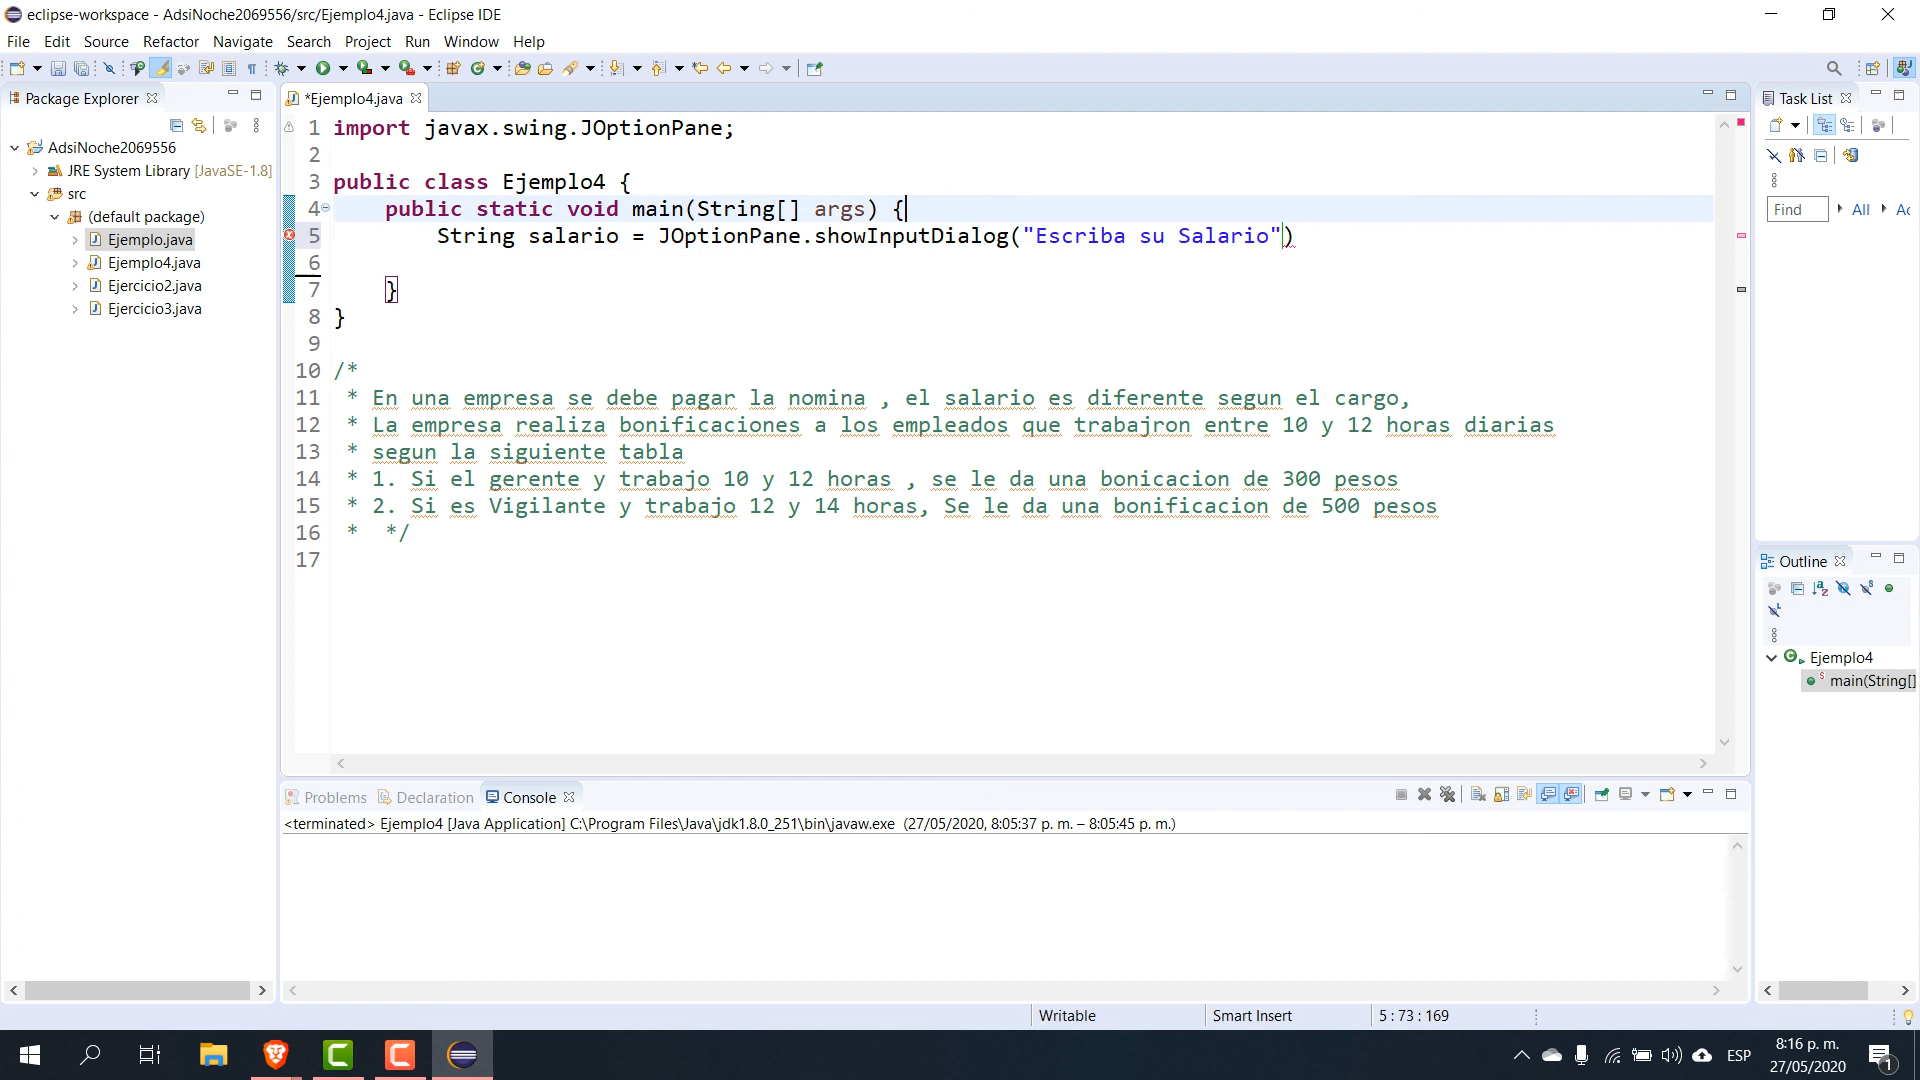 eclipse-workspace - AdsiNoche2069556/src/Ejemplo4.java - Eclipse IDE
File Edit Source Refactor Navigate Search Project Run Window Help
Package Explorer
*Ejemplo4.java
Task List
AdsiNoche2069556
JRE System Library [JavaSE-1.8]
src
(default package)
Ejemplo.java
Ejemplo4.java
Ejercicio2.java
Ejercicio3.java
1 import javax.swing.JOptionPane;
2
3 public class Ejemplo4 {
4 public static void main(String[] args) {
5 String salario = JOptionPane.showInputDialog("Escriba su Salario")
6
7 }
8 }
9
10 /*
11 * En una empresa se debe pagar la nomina , el salario es diferente segun el cargo,
12 * La empresa realiza bonificaciones a los empleados que trabajron entre 10 y 12 horas diarias
13 * segun la siguiente tabla
14 * 1. Si el gerente y trabajo 10 y 12 horas , se le da una bonicacion de 300 pesos
15 * 2. Si es Vigilante y trabajo 12 y 14 horas, Se le da una bonificacion de 500 pesos
16 * */
17
Find All Ac
Outline
Ejemplo4
main(String[]
Problems Declaration Console
<terminated> Ejemplo4 [Java Application] C:\Program Files\Java\jdk1.8.0_251\bin\javaw.exe (27/05/2020, 8:05:37 p. m. – 8:05:45 p. m.)
Writable Smart Insert 5 : 73 : 169
ESP
8:16 p. m.
27/05/2020
1